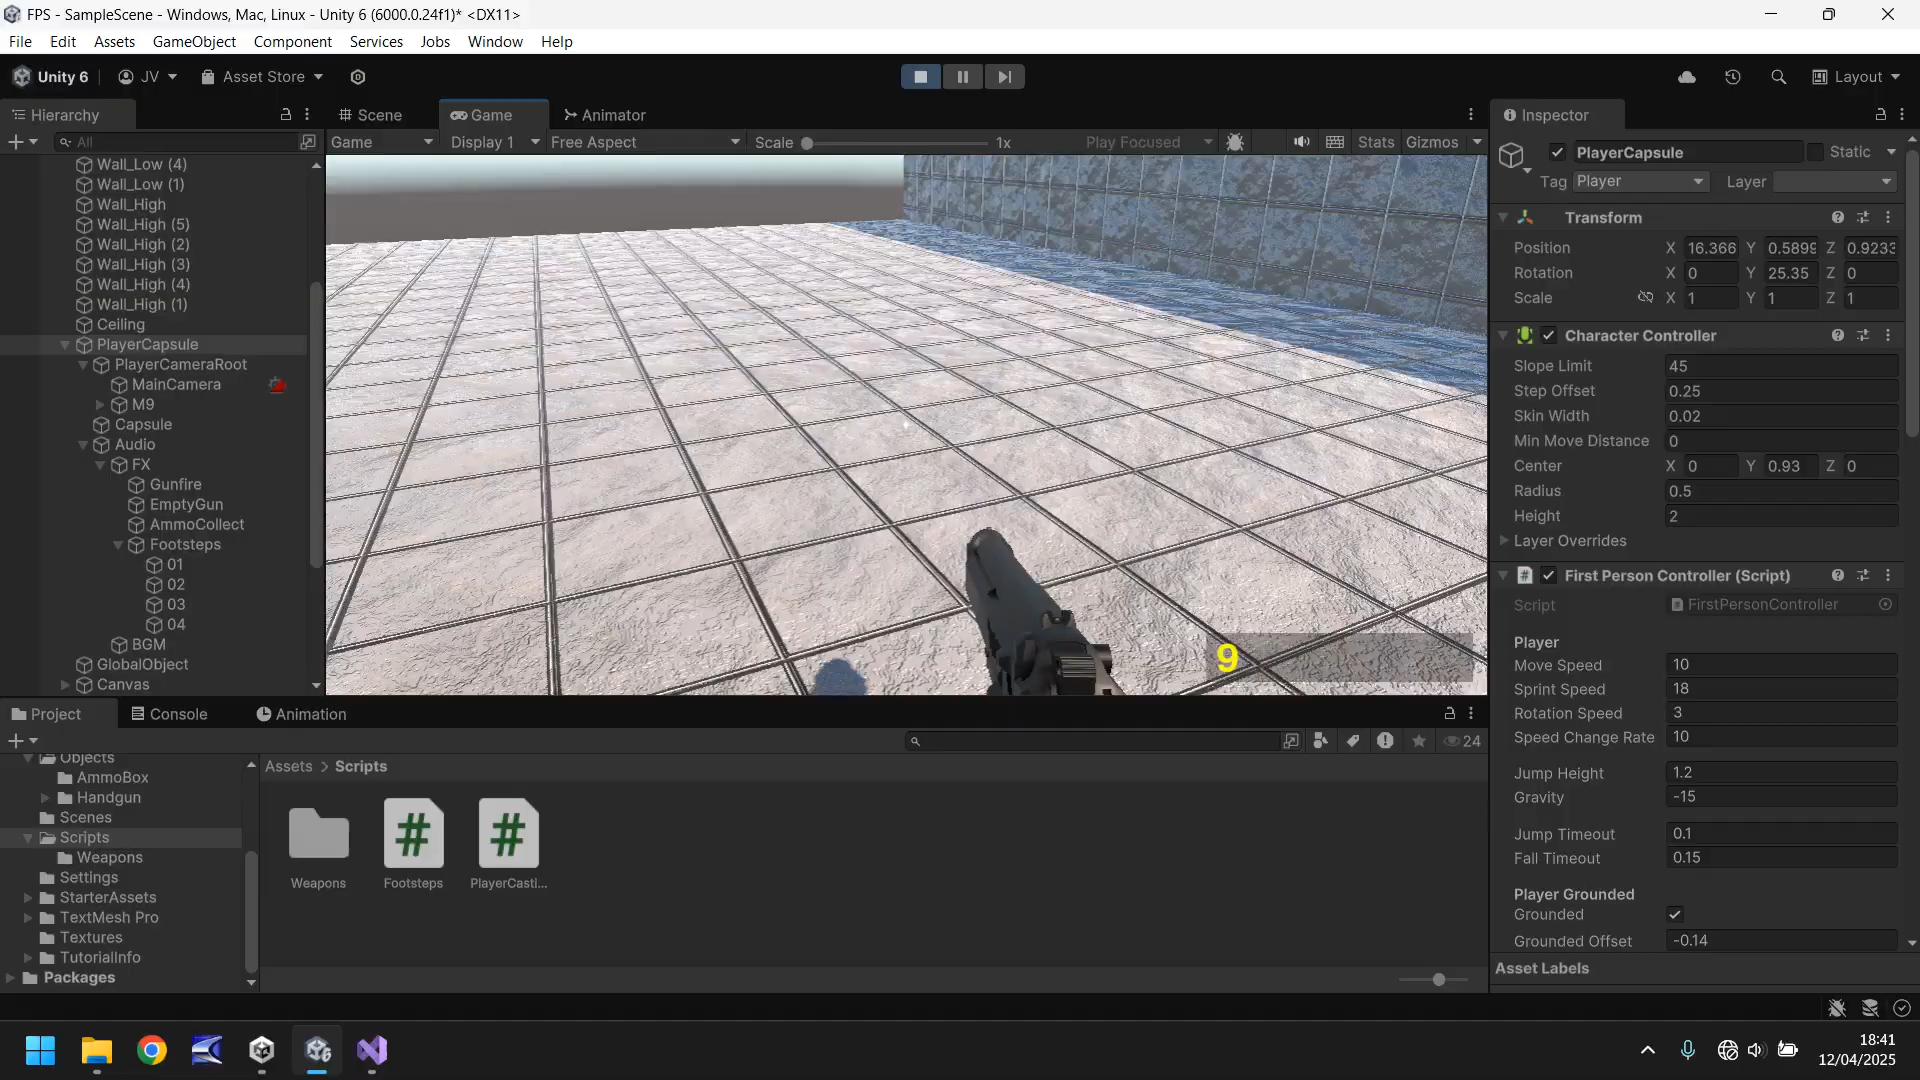 FPS - SampleScene - Windows, Mac, Linux - Unity 6 (6000.0.24f1)* <DX11>
File Edit Assets GameObject Component Services Jobs Window Help
Unity 6 JV Asset Store Layout
Hierarchy Scene Game Animator Inspector
All Game Display 1 Free Aspect Scale 1x Play Focused Stats Gizmos
Wall_Low (4)
Wall_Low (1)
Wall_High
Wall_High (5)
Wall_High (2)
Wall_High (3)
Wall_High (4)
Wall_High (1)
Ceiling
PlayerCapsule
PlayerCameraRoot
MainCamera
M9
Capsule
Audio
FX
Gunfire
EmptyGun
AmmoCollect
Footsteps
01
02
03
04
BGM
GlobalObject
Canvas
9
PlayerCapsule Static
Tag Player Layer
Transform
Position X 16.366 Y 0.5899 Z 0.9233
Rotation X 0 Y 25.35 Z 0
Scale X 1 Y 1 Z 1
Character Controller
Slope Limit 45
Step Offset 0.25
Skin Width 0.02
Min Move Distance 0
Center X 0 Y 0.93 Z 0
Radius 0.5
Height 2
Layer Overrides
First Person Controller (Script)
Script FirstPersonController
Player
Move Speed 10
Sprint Speed 18
Rotation Speed 3
Speed Change Rate 10
Jump Height 1.2
Gravity -15
Jump Timeout 0.1
Fall Timeout 0.15
Player Grounded
Grounded
Grounded Offset -0.14
Asset Labels
Project Console Animation
24
Objects
AmmoBox
Handgun
Scenes
Scripts
Weapons
Settings
StarterAssets
TextMesh Pro
Textures
TutorialInfo
Packages
Assets > Scripts
Weapons Footsteps PlayerCasti...
18:41
12/04/2025